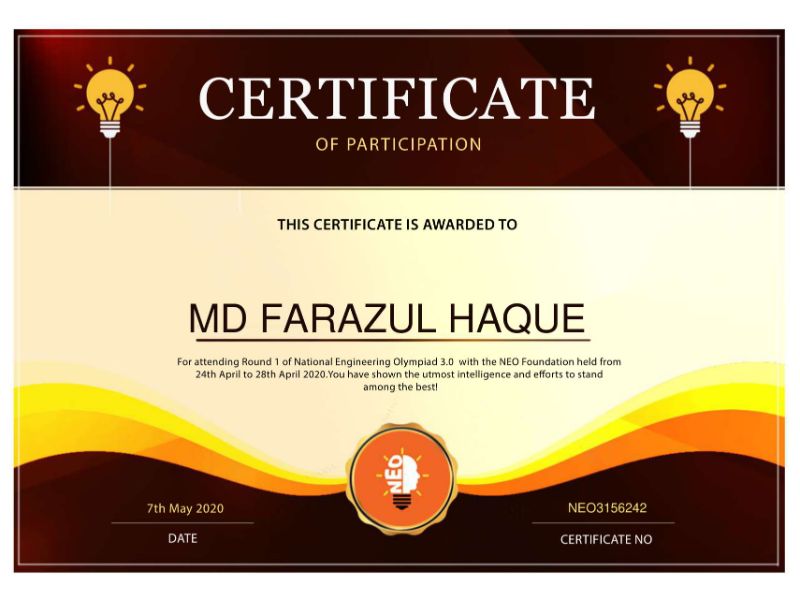 CERTIFICATE
OF PARTICIPATION
THIS CERTIFICATE IS AWARDED TO
MD FARAZUL HAQUE
For attending Round 1 of National Engineering Olympiad 3.0 with the NEO Foundation held from
24th April to 28th April 2020.You have shown the utmost intelligence and efforts to stand
among the best!
NEO
7th May 2020
DATE
NEO3156242
CERTIFICATE NO